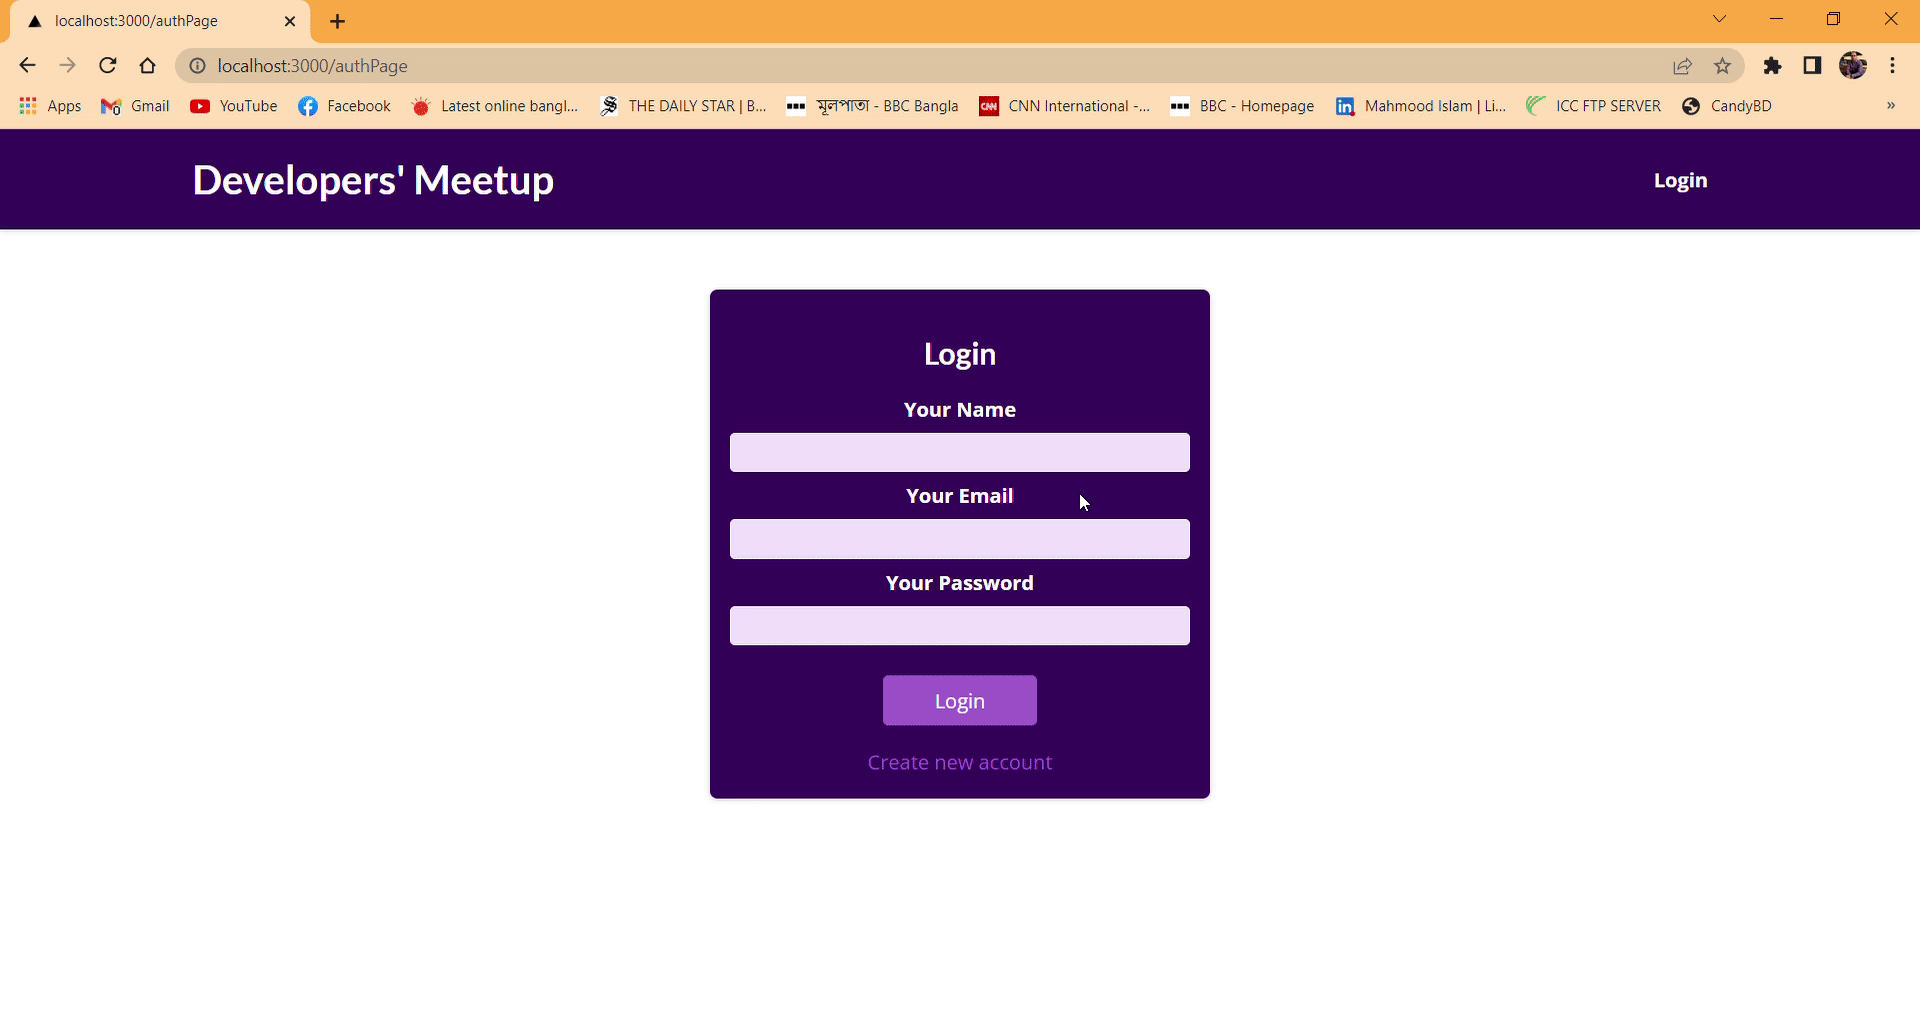 localhost:3000/authPage
localhost:3000/authPage
Apps Gmail YouTube Facebook Latest online bangl... THE DAILY STAR | B... মূলপাতা - BBC Bangla CNN International -... BBC - Homepage Mahmood Islam | Li... ICC FTP SERVER CandyBD »
Developers' Meetup Login
Login
Your Name
Your Email
Your Password
Login
Create new account